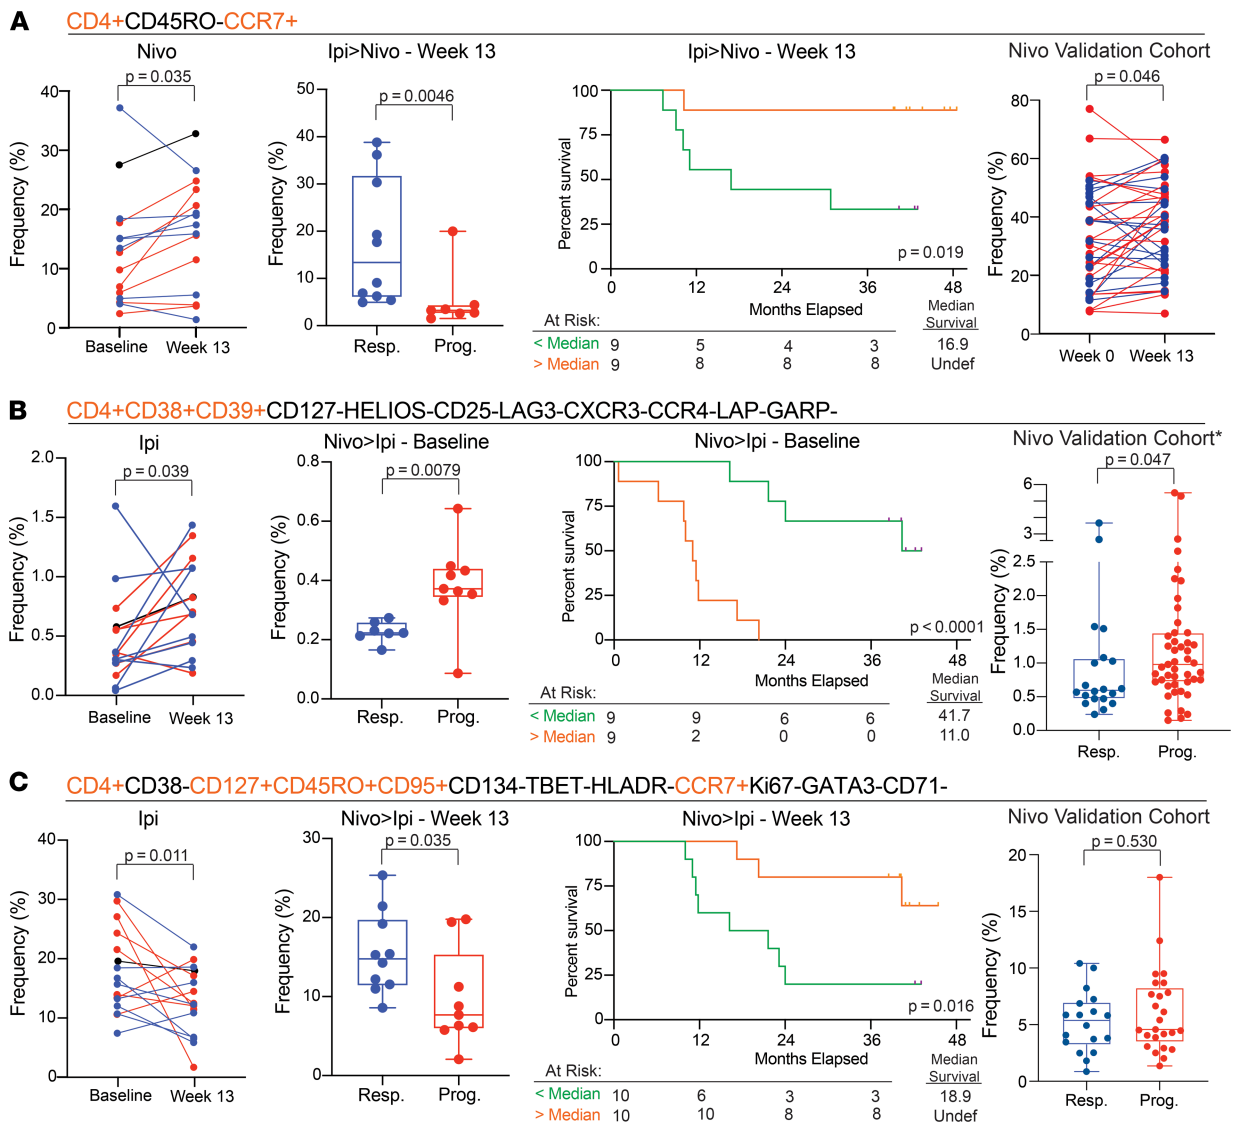 A
CD4+CD45RO-CCR7+
Nivo
p = 0.035
Frequency (%)
40
30
20
10
0
Baseline Week 13
Ipi>Nivo - Week 13
p = 0.0046
Frequency (%)
50
40
30
20
10
0
Resp. Prog.
Ipi>Nivo - Week 13
Percent survival
100
75
50
25
0
p = 0.019
0 12 24 36 48
Months Elapsed
Median
Survival
At Risk:
< Median 9 5 4 3 16.9
> Median 9 8 8 8 Undef
Nivo Validation Cohort
p = 0.046
Frequency (%)
80
60
40
20
0
Week 0 Week 13
B
CD4+CD38+CD39+CD127-HELIOS-CD25-LAG3-CXCR3-CCR4-LAP-GARP-
Ipi
p = 0.039
Frequency (%)
2.0
1.5
1.0
0.5
0.0
Baseline Week 13
Nivo>Ipi - Baseline
p = 0.0079
Frequency (%)
0.8
0.6
0.4
0.2
0.0
Resp. Prog.
Nivo>Ipi - Baseline
Percent survival
100
75
50
25
0
p < 0.0001
0 12 24 36 48
Months Elapsed
Median
Survival
At Risk:
< Median 9 9 6 6 41.7
> Median 9 2 0 0 11.0
Nivo Validation Cohort*
p = 0.047
Frequency (%)
6
3
2.5
2.0
1.5
1.0
0.5
0.0
Resp. Prog.
C
CD4+CD38-CD127+CD45RO+CD95+CD134-TBET-HLADR-CCR7+Ki67-GATA3-CD71-
Ipi
p = 0.011
Frequency (%)
40
30
20
10
0
Baseline Week 13
Nivo>Ipi - Week 13
p = 0.035
Frequency (%)
30
20
10
0
Resp. Prog.
Nivo>Ipi - Week 13
Percent survival
100
75
50
25
0
p = 0.016
0 12 24 36 48
Months Elapsed
Median
Survival
At Risk:
< Median 10 6 3 3 18.9
> Median 10 10 8 8 Undef
Nivo Validation Cohort
p = 0.530
Frequency (%)
20
15
10
5
0
Resp. Prog.